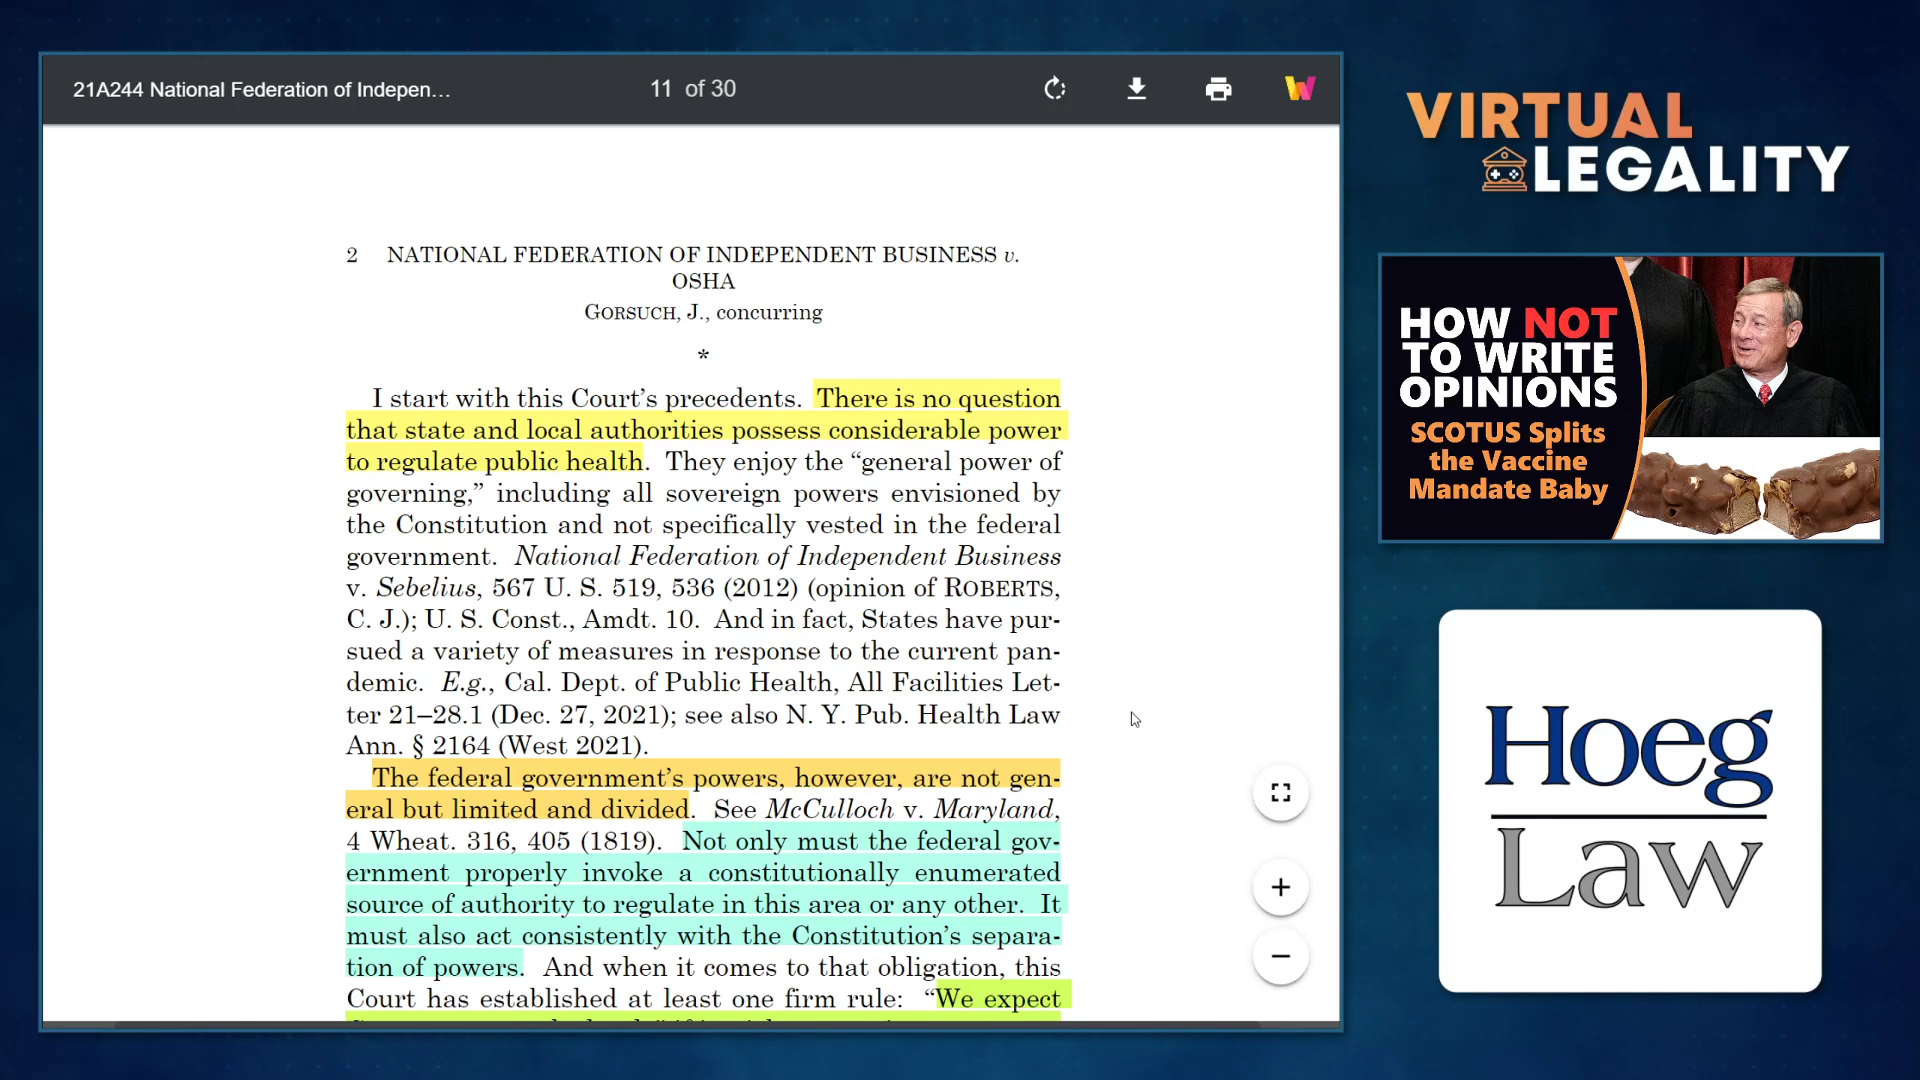 21A244 National Federation of Indepen...
11 of 30
2 NATIONAL FEDERATION OF INDEPENDENT BUSINESS v.
OSHA
GORSUCH, J., concurring
*
I start with this Court's precedents. There is no question
that state and local authorities possess considerable power
to regulate public health. They enjoy the “general power of
governing,” including all sovereign powers envisioned by
the Constitution and not specifically vested in the federal
government. National Federation of Independent Business
v. Sebelius, 567 U. S. 519, 536 (2012) (opinion of ROBERTS,
C. J.); U. S. Const., Amdt. 10. And in fact, States have pur-
sued a variety of measures in response to the current pan-
demic. E.g., Cal. Dept. of Public Health, All Facilities Let-
ter 21–28.1 (Dec. 27, 2021); see also N. Y. Pub. Health Law
Ann. § 2164 (West 2021).
The federal government's powers, however, are not gen-
eral but limited and divided. See McCulloch v. Maryland,
4 Wheat. 316, 405 (1819). Not only must the federal gov-
ernment properly invoke a constitutionally enumerated
source of authority to regulate in this area or any other. It
must also act consistently with the Constitution's separa-
tion of powers. And when it comes to that obligation, this
Court has established at least one firm rule: “We expect
VIRTUAL
LEGALITY
HOW NOT
TO WRITE
OPINIONS
SCOTUS Splits
the Vaccine
Mandate Baby
Hoeg
Law